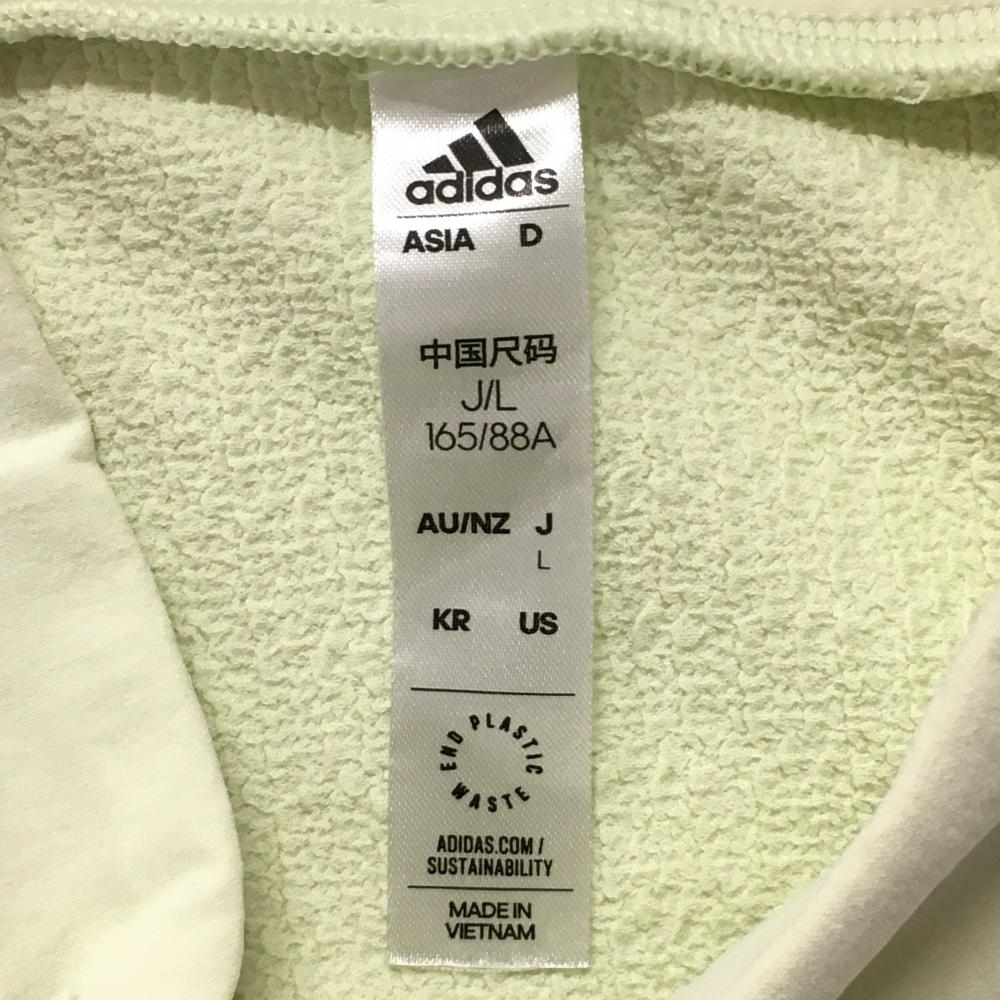 adidas
ASIA D
中国尺码
J/L
165/88A
AU/NZ J
L
KR US
END PLASTIC WASTE
ADIDAS.COM /
SUSTAINABILITY
MADE IN
VIETNAM